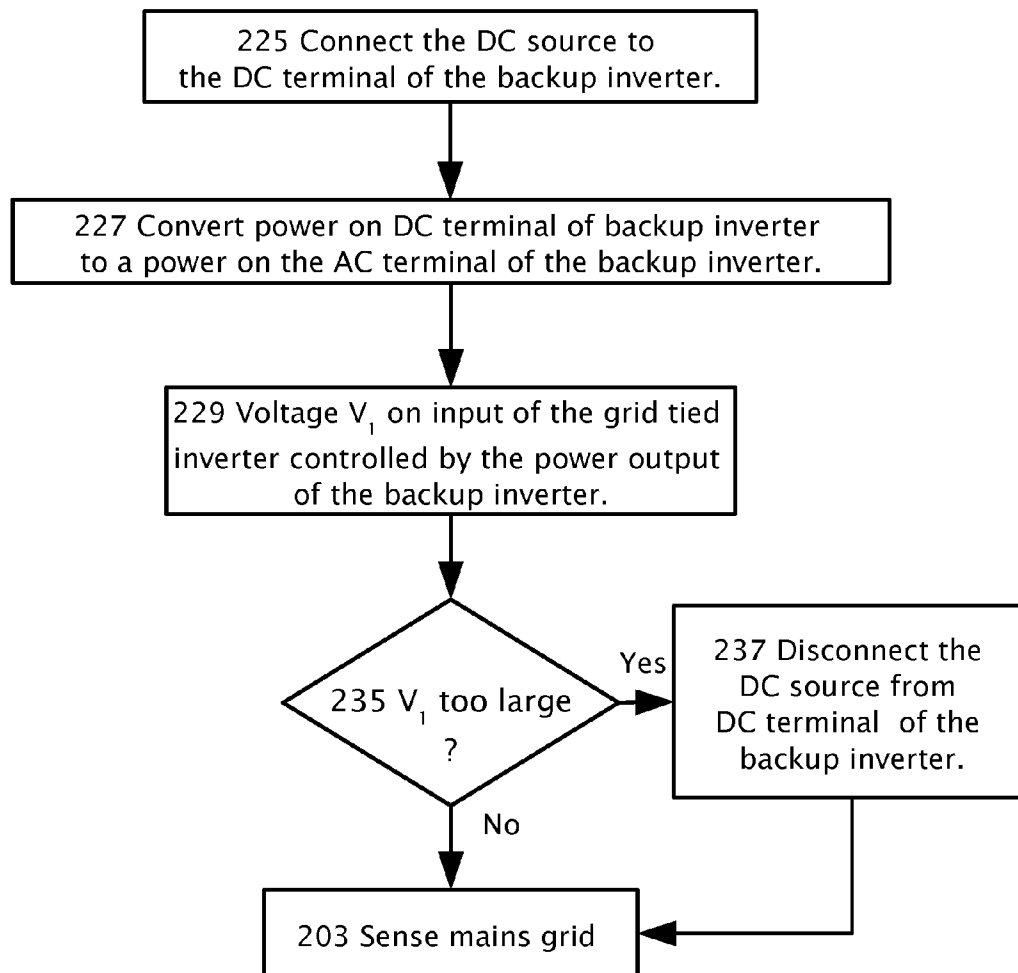 225 Connect the DC source to
the DC terminal of the backup inverter.
227 Convert power on DC terminal of backup inverter
to a power on the AC terminal of the backup inverter.
229 Voltage V₁ on input of the grid tied
inverter controlled by the power output
of the backup inverter.
235 V₁ too large
?
Yes
237 Disconnect the
DC source from
DC terminal of the
backup inverter.
No
203 Sense mains grid